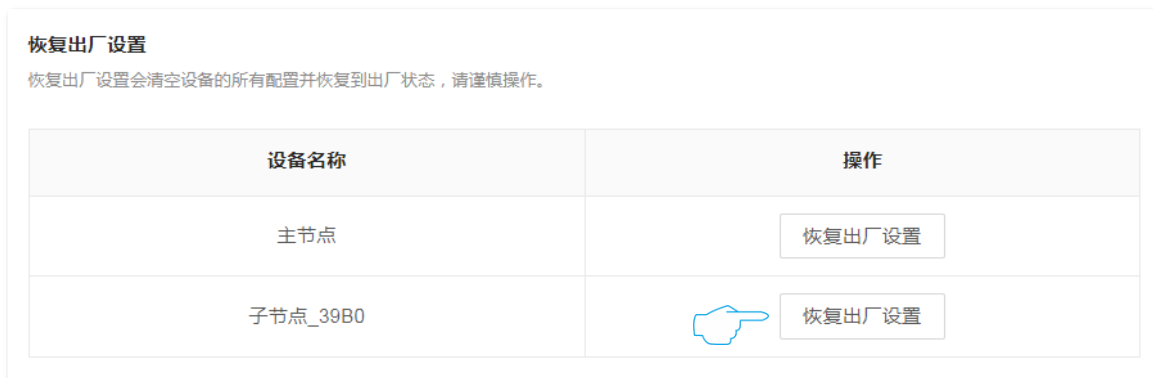 恢复出厂设置
恢复出厂设置会清空设备的所有配置并恢复到出厂状态，请谨慎操作。
设备名称 操作
主节点 恢复出厂设置
子节点_39B0 恢复出厂设置